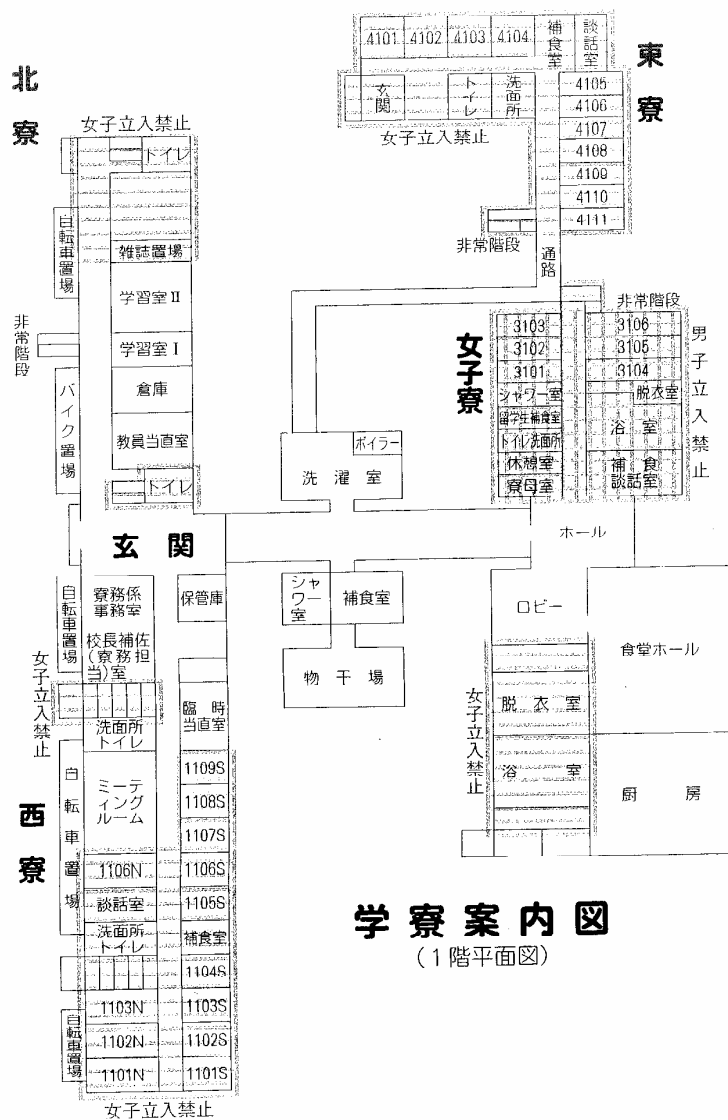 4101 4102 4103 4104 補食室 談話室
東寮
玄関 トイレ 洗面所
4105
4106
4107
4108
4109
4110
4111
女子立入禁止
非常階段
通路
北寮
女子立入禁止
トイレ
雑誌置場
自転車置場
学習室Ⅱ
学習室Ⅰ
非常階段
倉庫
バイク置場
教員当直室
トイレ
玄関
女子寮
非常階段
3103
3102
3101
シャワー室
留学生補食室
トイレ洗面所
休憩室
寮母室
3106
3105
3104
脱衣室
浴室
補食
談話室
男子立入禁止
ボイラー
洗濯室
ホール
シャワー室
補食室
物干場
ロビー
食堂ホール
脱衣室
浴室
女子立入禁止
厨房
自転車置場
寮務係
事務室
保管庫
校長補佐
(寮務担
当)室
女子立入禁止
洗面所
トイレ
臨時
当直室
西寮
自転車置場
ミーテ
ィング
ルーム
1109S
1108S
1107S
1106N 1106S
談話室 1105S
洗面所
トイレ
補食室
1104S
自転車置場
1103N 1103S
1102N 1102S
1101N 1101S
女子立入禁止
学寮案内図
(1階平面図)